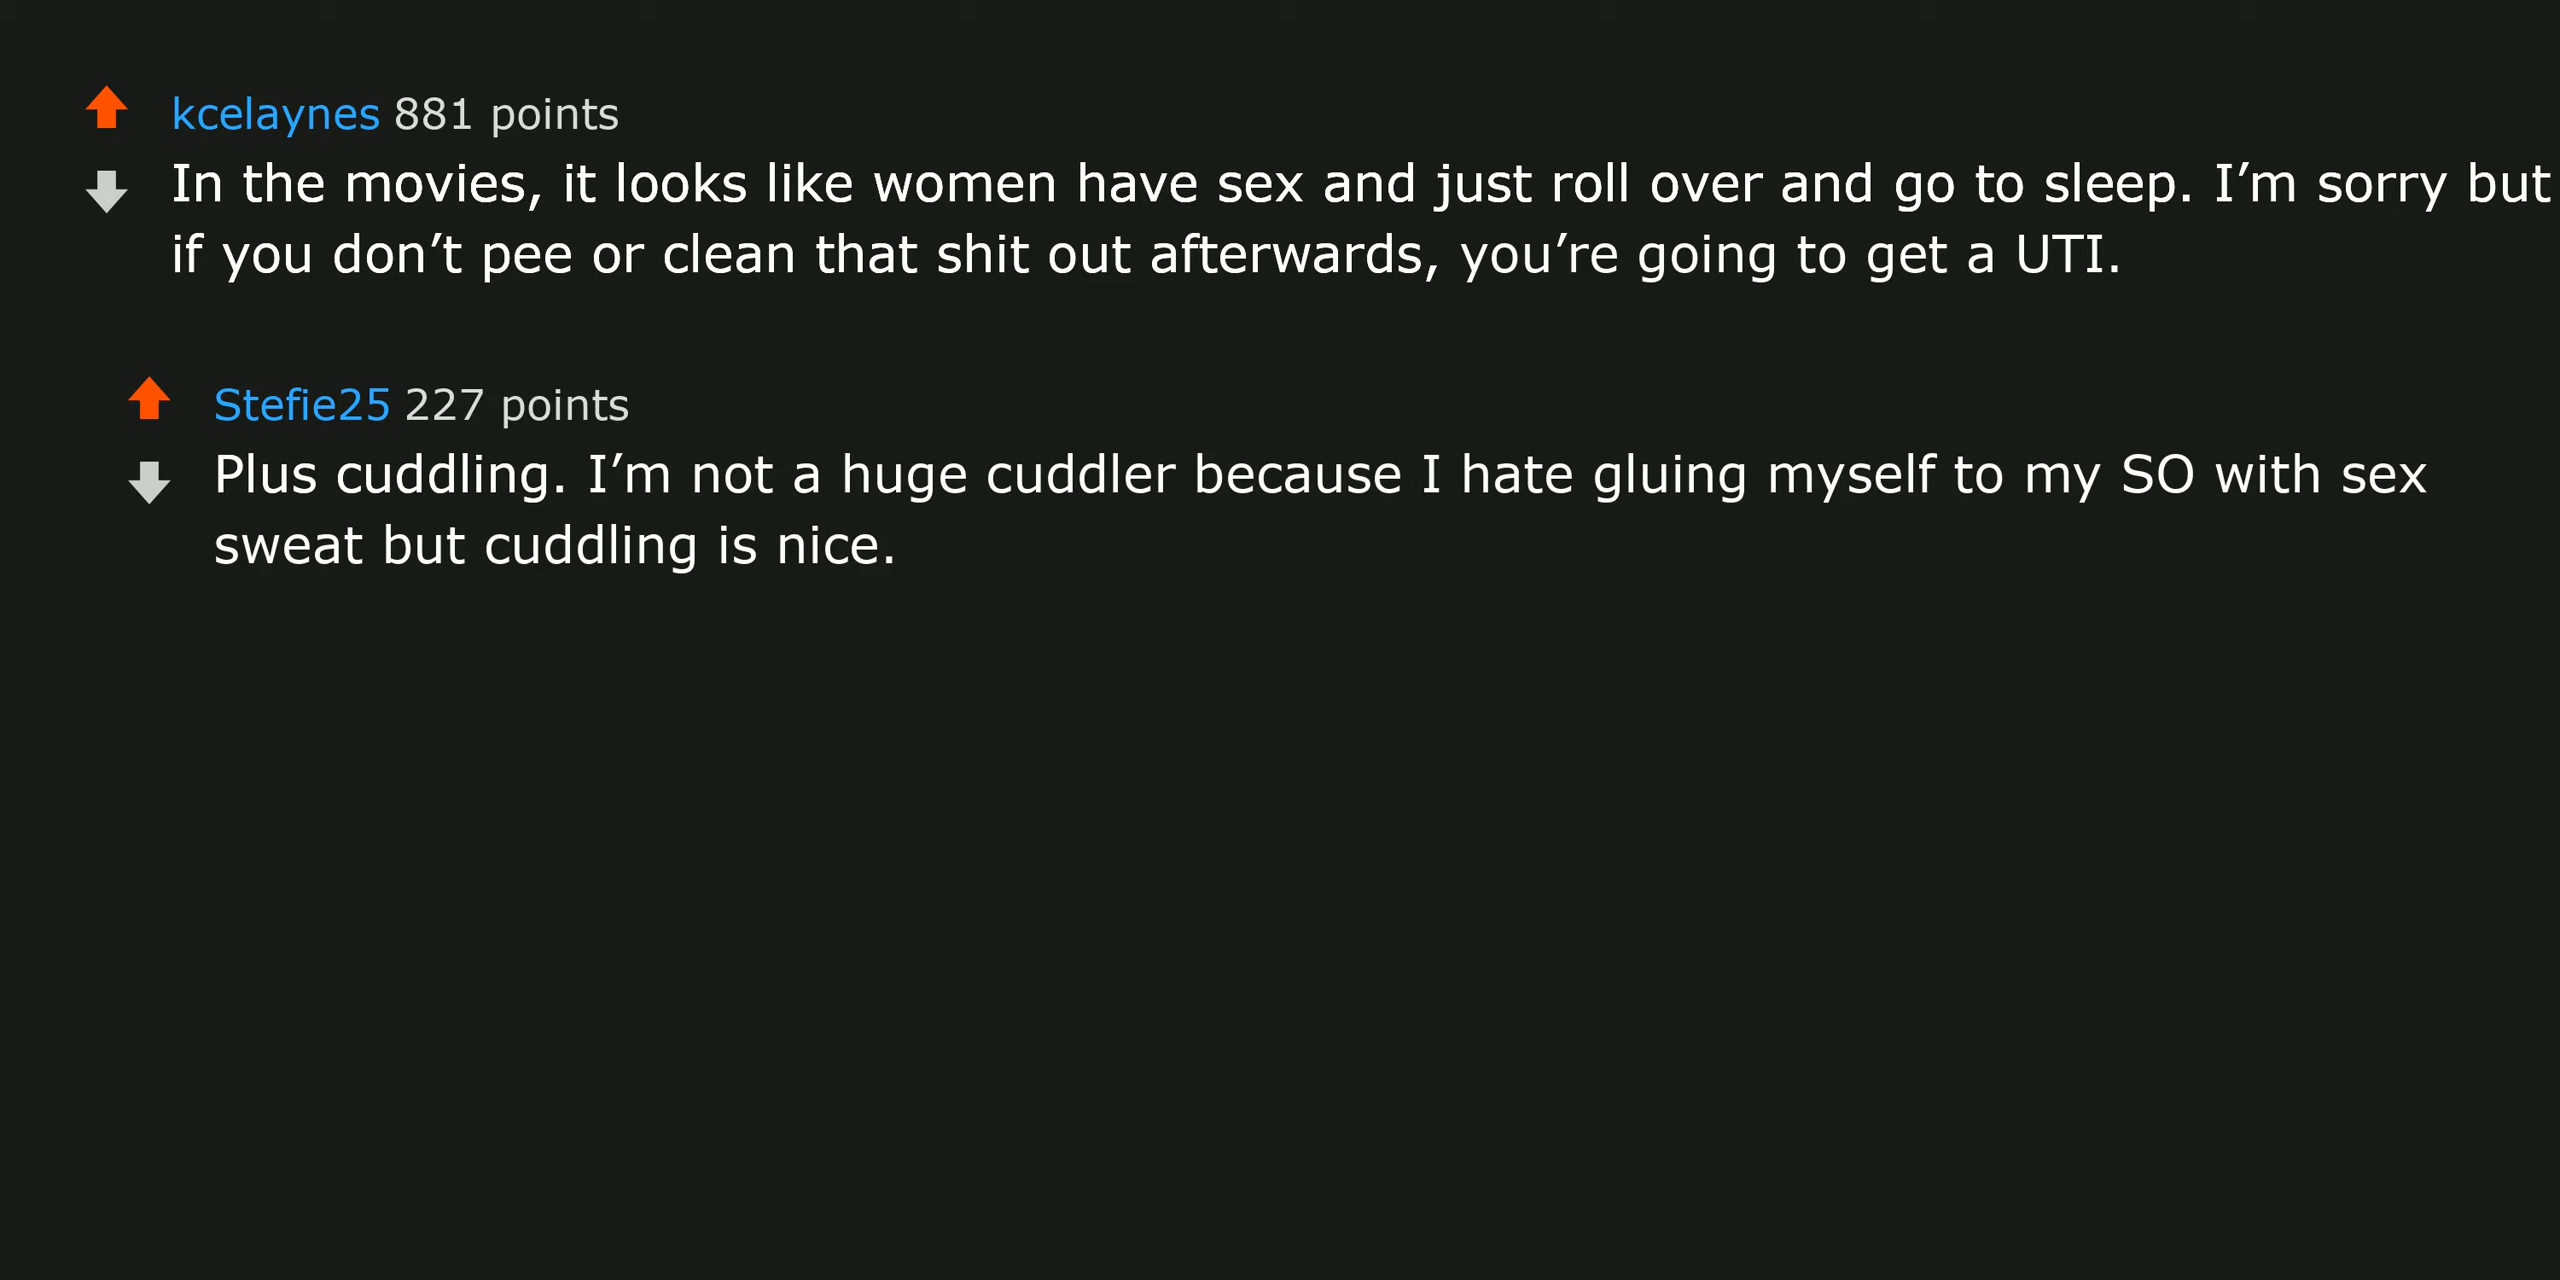 kcelaynes 881 points
In the movies, it looks like women have sex and just roll over and go to sleep. I’m sorry but
if you don’t pee or clean that shit out afterwards, you’re going to get a UTI.
Stefie25 227 points
Plus cuddling. I’m not a huge cuddler because I hate gluing myself to my SO with sex
sweat but cuddling is nice.